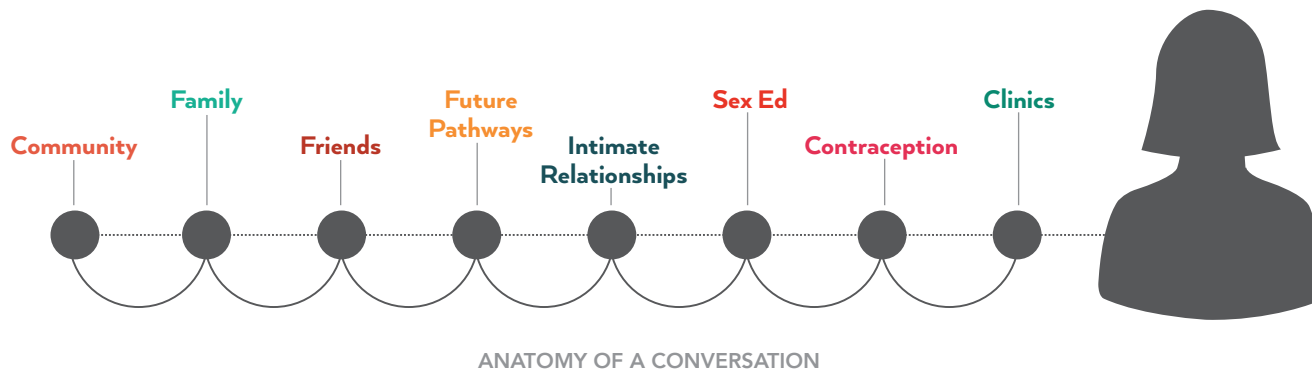 Community
Family
Friends
Future
Pathways
Intimate
Relationships
Sex Ed
Contraception
Clinics
ANATOMY OF A CONVERSATION